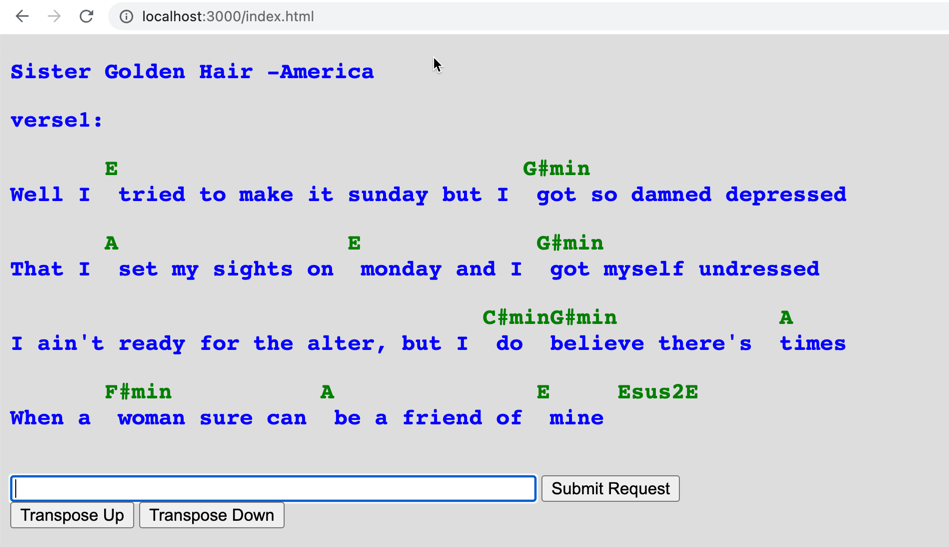 localhost:3000/index.html
Sister Golden Hair -America
verse1:
E G#min
Well I tried to make it sunday but I got so damned depressed
A E G#min
That I set my sights on monday and I got myself undressed
C#minG#min A
I ain't ready for the alter, but I do believe there's times
F#min A E Esus2E
When a woman sure can be a friend of mine
Submit Request
Transpose Up Transpose Down